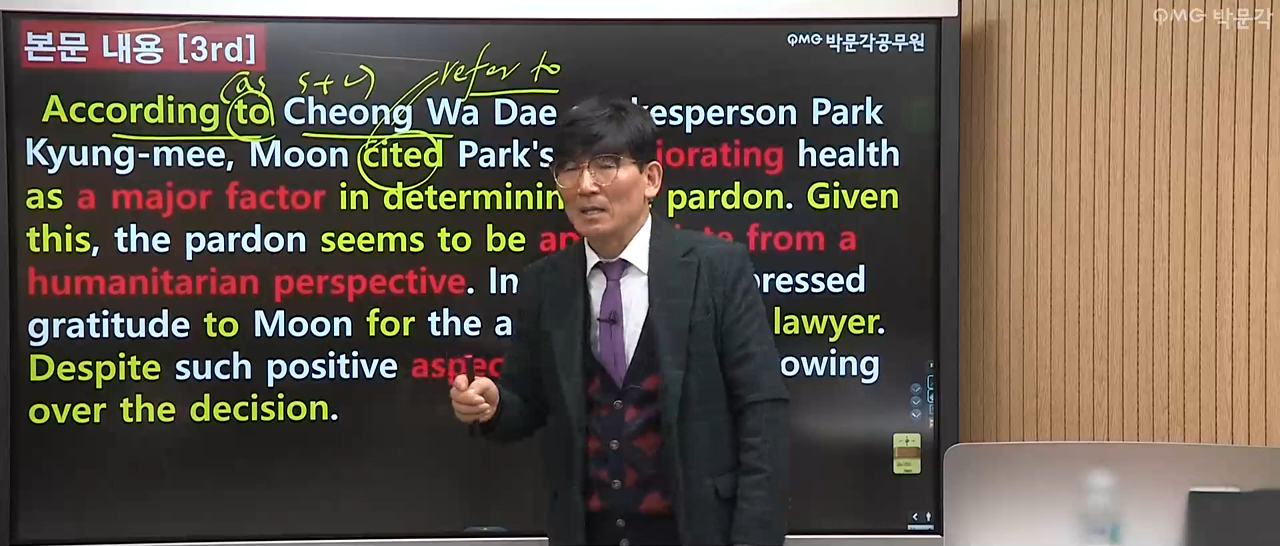 PMG 박문각
본문 내용 [3rd]
PMG 박문각공무원
(as s+v) refer to
According to Cheong Wa Dae Park
Kyung-mee, Moon cited Park's health
as a major factor in pardon. Given
this, the pardon seems to be from a
humanitarian perspective. In
gratitude to Moon for the lawyer.
Despite such positive
over the decision.